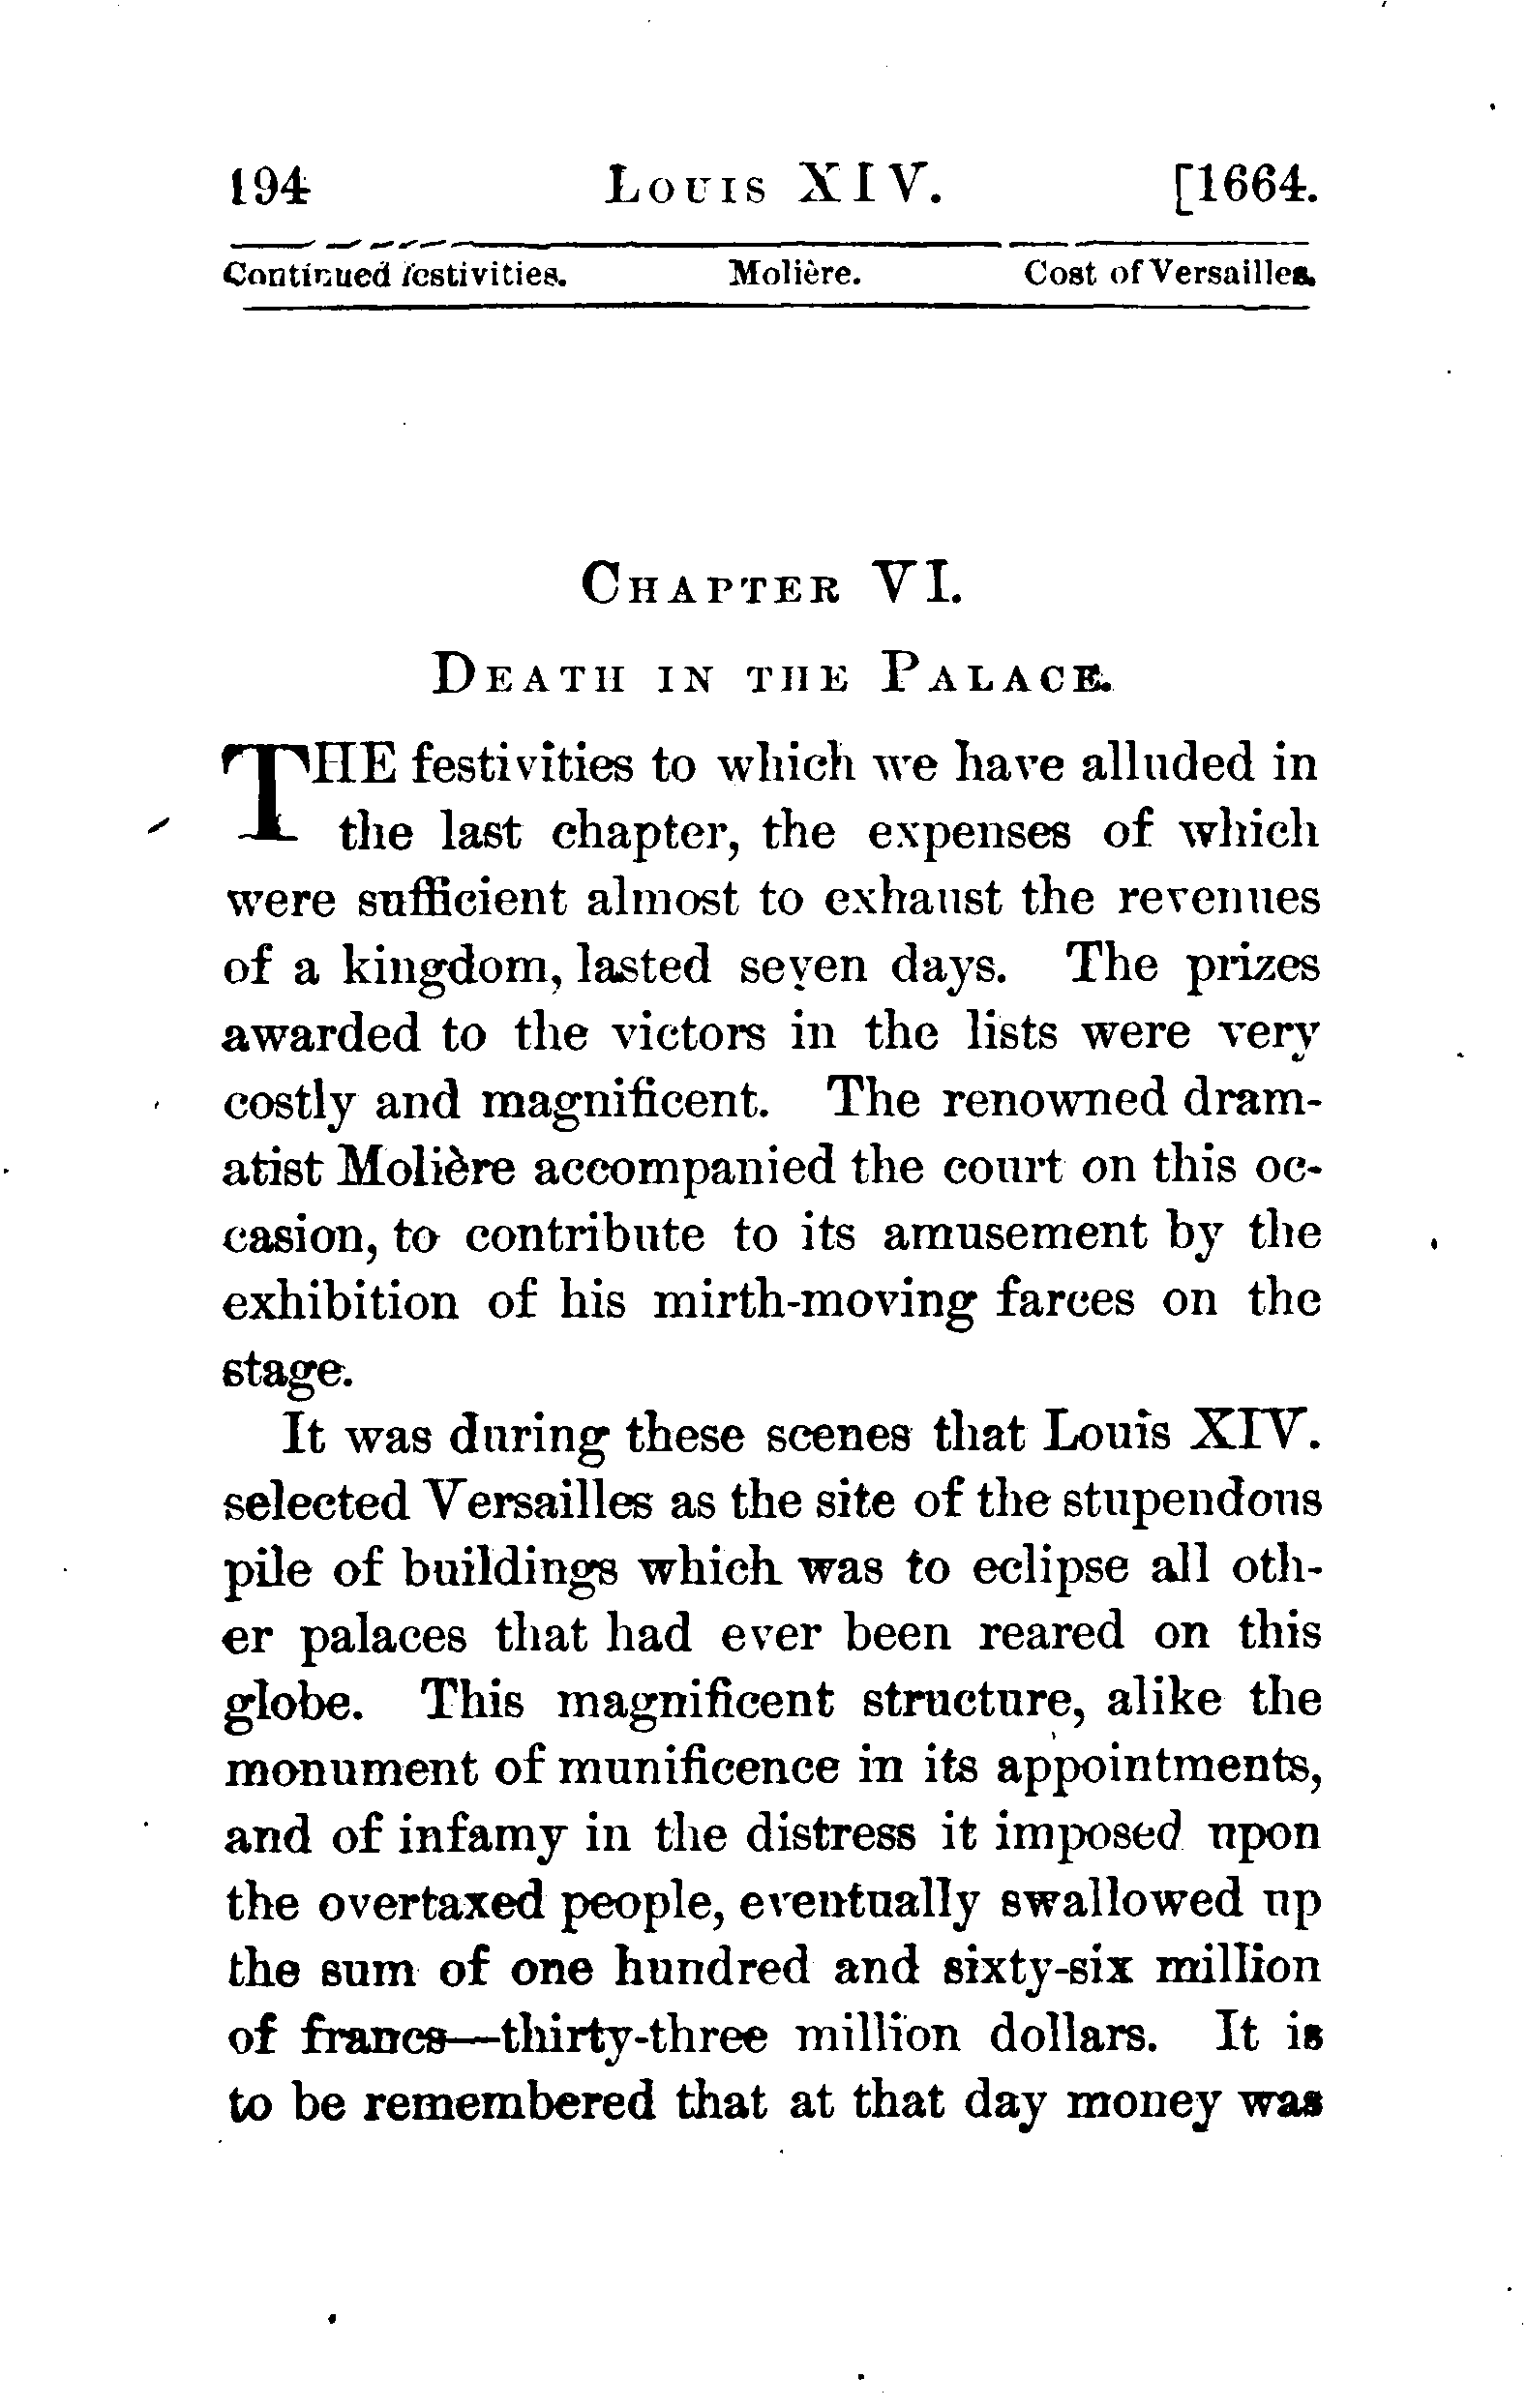 194 Louis XIV. [1664.
Continued festivities. Molière. Cost of Versailles.
Chapter VI.
Death in the Palace.
THE festivities to which we have alluded in
the last chapter, the expenses of which
were sufficient almost to exhaust the revenues
of a kingdom, lasted seven days. The prizes
awarded to the victors in the lists were very
costly and magnificent. The renowned dram-
atist Molière accompanied the court on this oc-
casion, to contribute to its amusement by the
exhibition of his mirth-moving farces on the
stage.
It was during these scenes that Louis XIV.
selected Versailles as the site of the stupendous
pile of buildings which was to eclipse all oth-
er palaces that had ever been reared on this
globe. This magnificent structure, alike the
monument of munificence in its appointments,
and of infamy in the distress it imposed upon
the overtaxed people, eventually swallowed up
the sum of one hundred and sixty-six million
of francs—thirty-three million dollars. It is
to be remembered that at that day money was